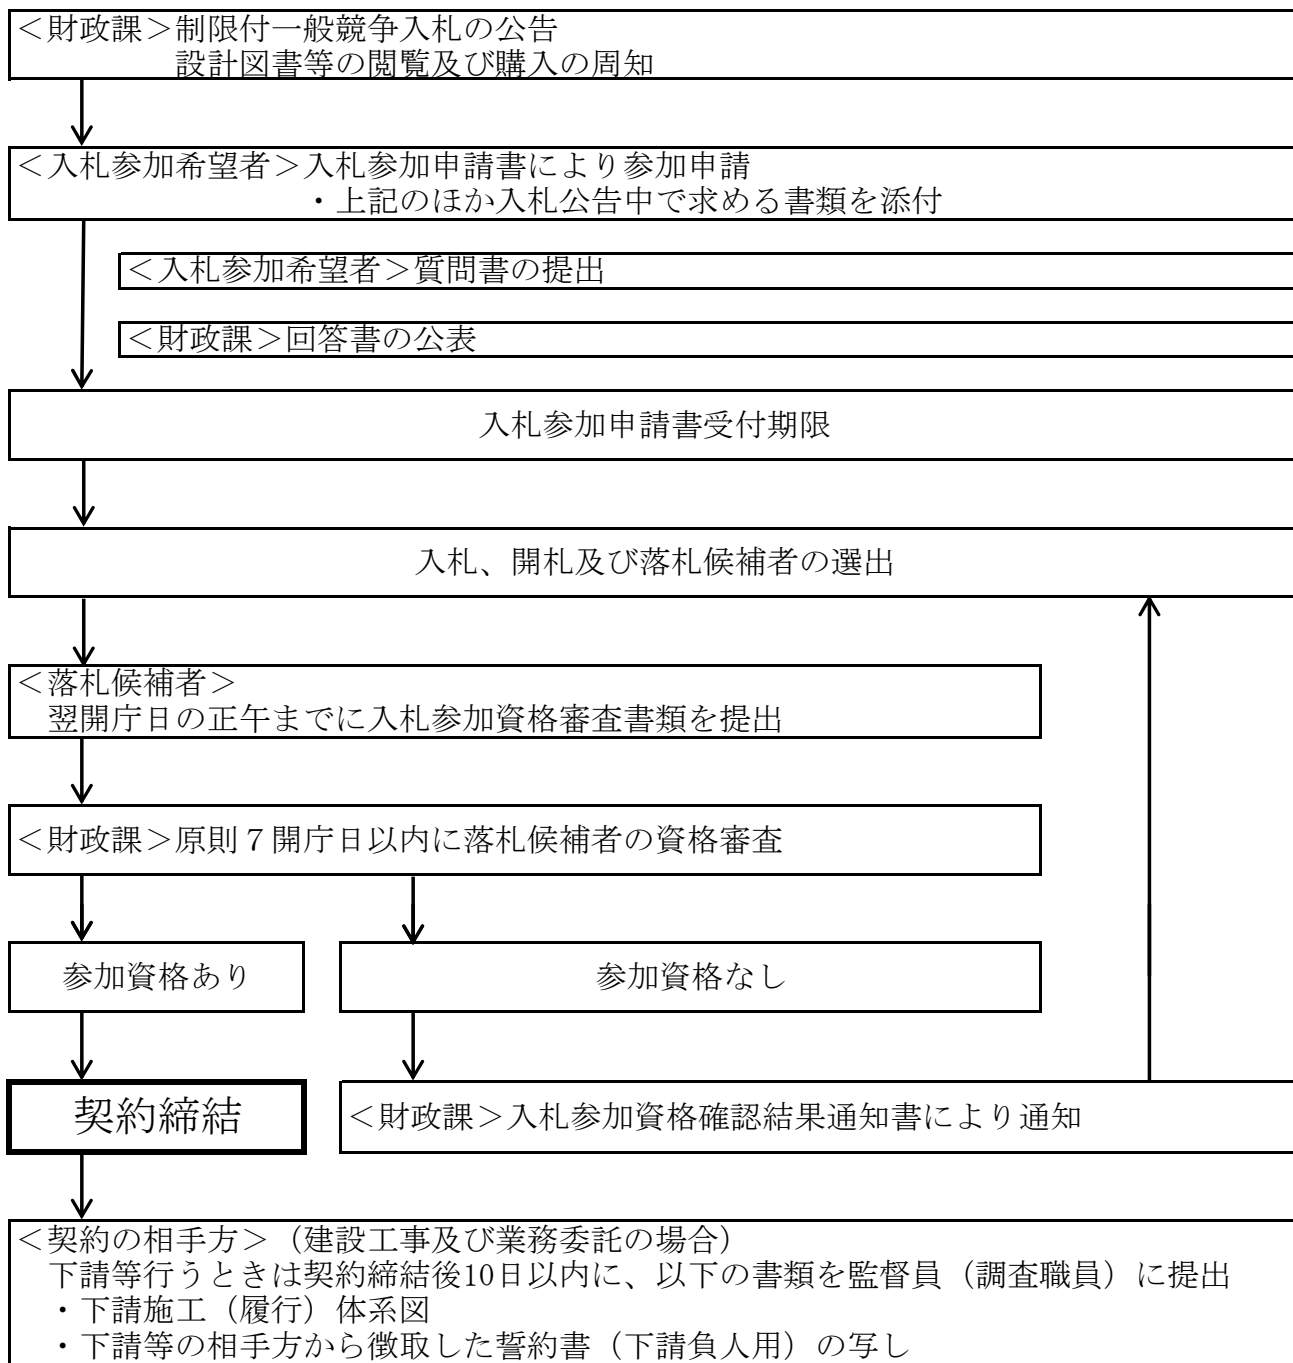 ＜財政課＞制限付一般競争入札の公告
設計図書等の閲覧及び購入の周知
＜入札参加希望者＞入札参加申請書により参加申請
・上記のほか入札公告中で求める書類を添付
＜入札参加希望者＞質問書の提出
＜財政課＞回答書の公表
入札参加申請書受付期限
入札、開札及び落札候補者の選出
＜落札候補者＞
翌開庁日の正午までに入札参加資格審査書類を提出
＜財政課＞原則７開庁日以内に落札候補者の資格審査
参加資格あり
参加資格なし
契約締結
＜財政課＞入札参加資格確認結果通知書により通知
＜契約の相手方＞（建設工事及び業務委託の場合）
下請等行うときは契約締結後10日以内に、以下の書類を監督員（調査職員）に提出
・下請施工（履行）体系図
・下請等の相手方から徴取した誓約書（下請負人用）の写し